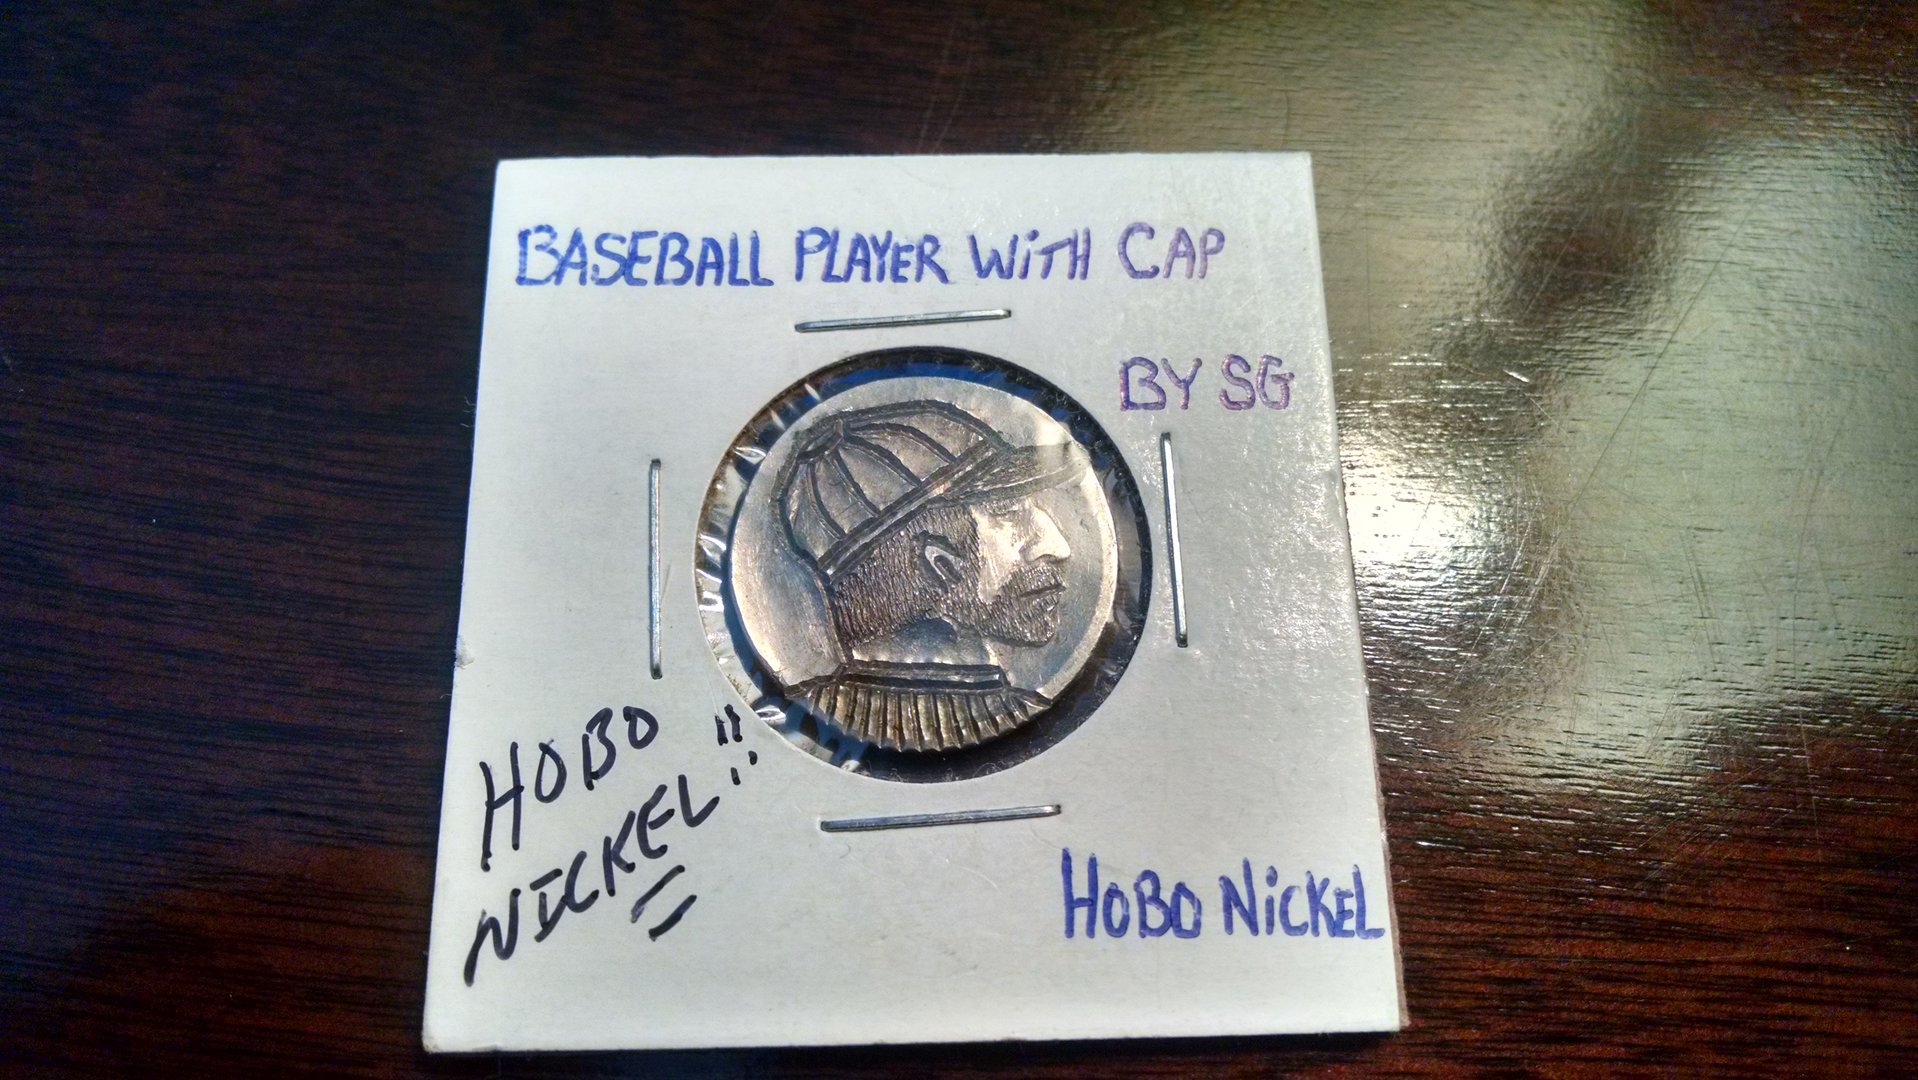 BASEBALL PLAYER WiTH CAP
BY SG
HOBO
NICKEL"
HOBO NiCKEL